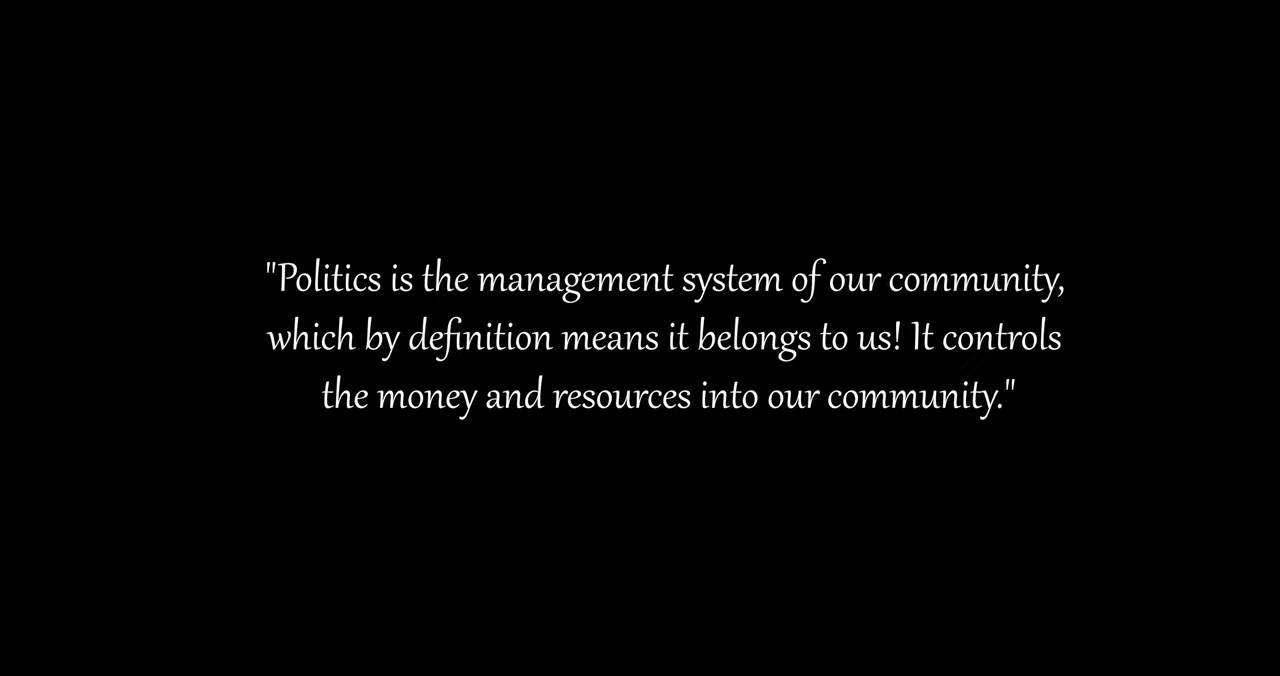 "Politics is the management system of our community,
which by definition means it belongs to us! It controls
the money and resources into our community."